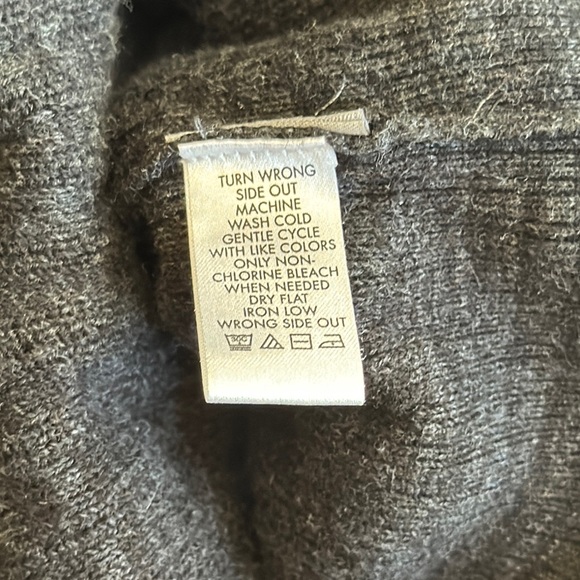 TURN WRONG
SIDE OUT
MACHINE
WASH COLD
GENTLE CYCLE
WITH LIKE COLORS
ONLY NON-
CHLORINE BLEACH
WHEN NEEDED
DRY FLAT
IRON LOW
WRONG SIDE OUT